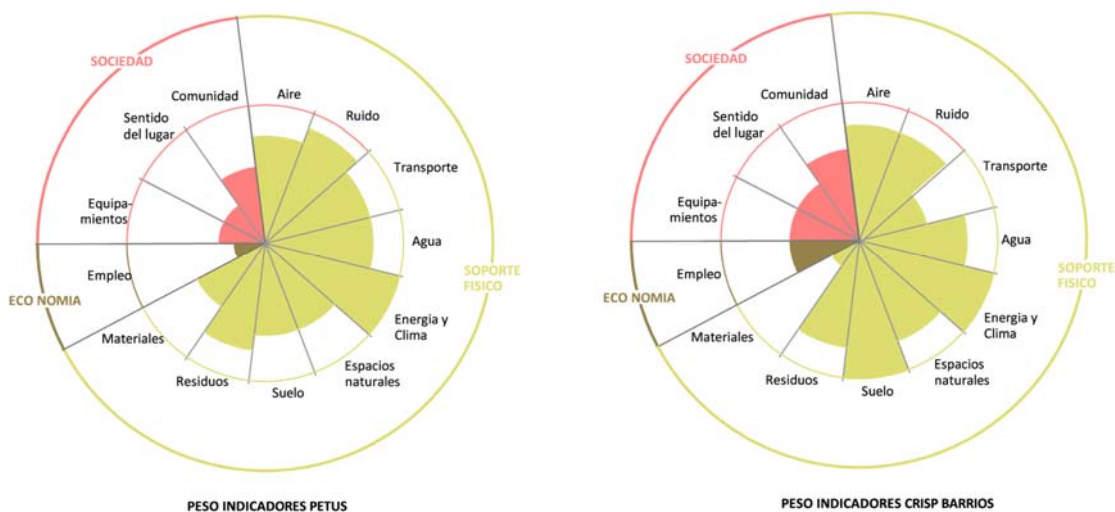 SOCIEDAD
Comunidad
Aire
Sentido
del lugar
Ruido
Transporte
Equipa-
mientos
Agua
Empleo
ECO NOMIA
SOPORTE
FISICO
Materiales
Energia y
Clima
Residuos
Suelo
Espacios
naturales
PESO INDICADORES PETUS
SOCIEDAD
Comunidad
Aire
Sentido
del lugar
Ruido
Transporte
Equipa-
mientos
Agua
Empleo
ECO NOMIA
SOPORTE
FISICO
Materiales
Energia y
Clima
Residuos
Suelo
Espacios
naturales
PESO INDICADORES CRISP BARRIOS